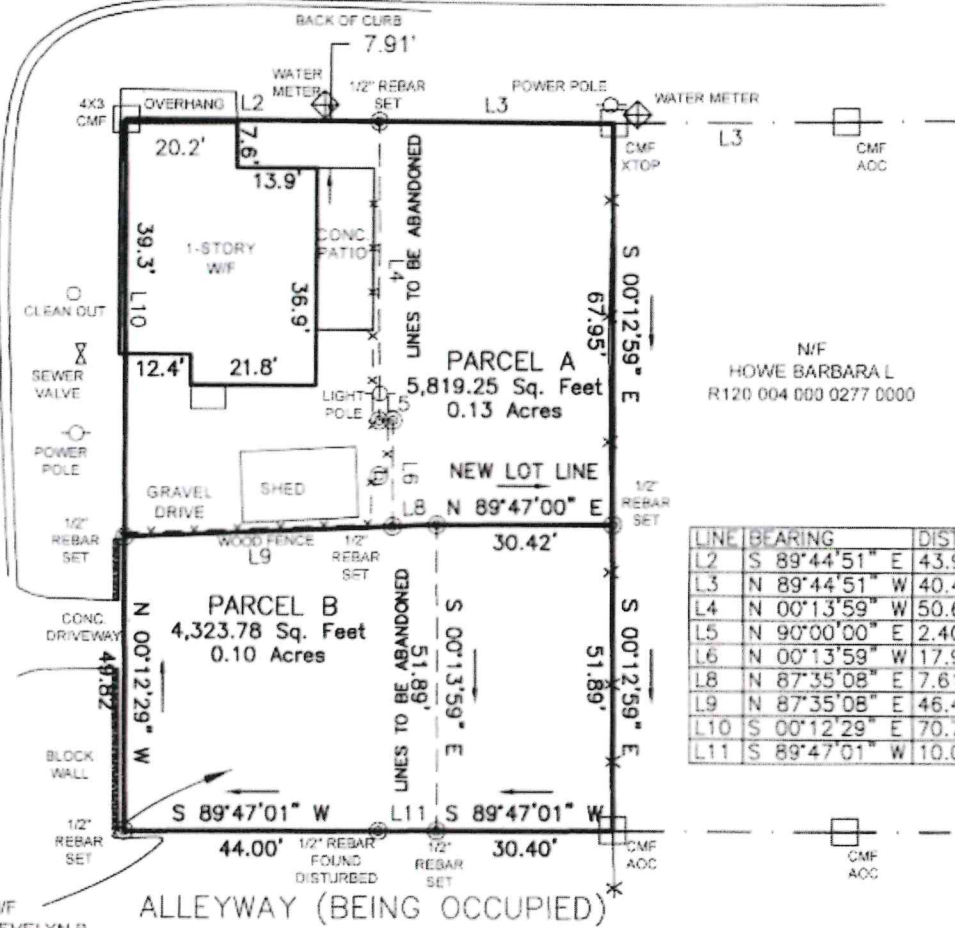 BACK OF CURB
7.91'
WATER
METER
1/2" REBAR
SET
POWER POLE
WATER METER
4X3
CMF
OVERHANG
L2
L3
L3
CMF
XTOP
CMF
AOC
20.2'
7.6'
13.9'
CONC.
PATIO
1-STORY
W/F
39.3'
L10
36.9'
L4
LINES TO BE ABANDONED
67.95'
S 00°12'59" E
CLEAN OUT
SEWER
VALVE
POWER
POLE
12.4'
21.8'
LIGHT
POLE
L5
L6
PARCEL A
5,819.25 Sq. Feet
0.13 Acres
N/F
HOWE BARBARA L
R120 004 000 0277 0000
GRAVEL
DRIVE
SHED
NEW LOT LINE
L8
N 89°47'00" E
30.42'
1/2"
REBAR
SET
1/2"
REBAR
SET
WOOD FENCE
L9
1/2"
REBAR
SET
CONC.
DRIVEWAY
PARCEL B
4,323.78 Sq. Feet
0.10 Acres
49.82
N 00°12'29" W
LINES TO BE ABANDONED
51.89'
S 00°13'59" E
51.89'
S 00°12'59" E
LINE BEARING DIST
L2 S 89°44'51" E 43.9
L3 N 89°44'51" W 40.4
L4 N 00°13'59" W 50.6
L5 N 90°00'00" E 2.40
L6 N 00°13'59" W 17.9
L8 N 87°35'08" E 7.61
L9 N 87°35'08" E 46.4
L10 S 00°12'29" E 70.
L11 S 89°47'01" W 10.0
BLOCK
WALL
1/2"
REBAR
SET
S 89°47'01" W
L11
S 89°47'01" W
44.00'
1/2" REBAR
FOUND
DISTURBED
1/2"
REBAR
SET
30.40'
CMF
AOC
CMF
AOC
ALLEYWAY (BEING OCCUPIED)